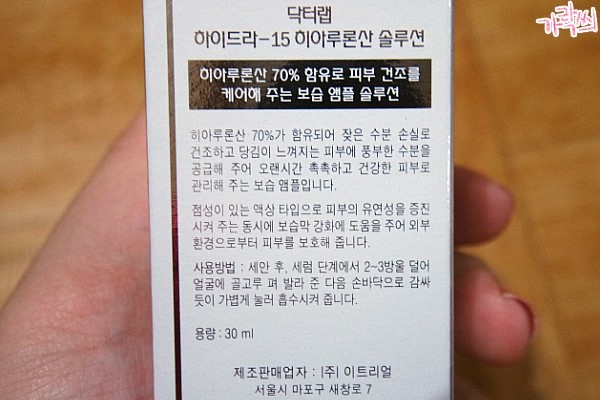 가락씨
닥터랩
하이드라-15 히아루론산 솔루션
히아루론산 70% 함유로 피부 건조를
케어해 주는 보습 앰플 솔루션
히아루론산 70%가 함유되어 잦은 수분 손실로
건조하고 당김이 느껴지는 피부에 풍부한 수분을
공급해 주어 오랜시간 촉촉하고 건강한 피부로
관리해 주는 보습 앰플입니다.
점성이 있는 액상 타입으로 피부의 유연성을 증진
시켜 주는 동시에 보습막 강화에 도움을 주어 외부
환경으로부터 피부를 보호해 줍니다.
사용방법 : 세안 후, 세럼 단계에서 2~3방울 덜어
얼굴에 골고루 펴 발라 준 다음 손바닥으로 감싸
듯이 가볍게 눌러 흡수시켜 줍니다.
용량 : 30 ml
제조판매업자 : (주) 이트리얼
서울시 마포구 새창로 7